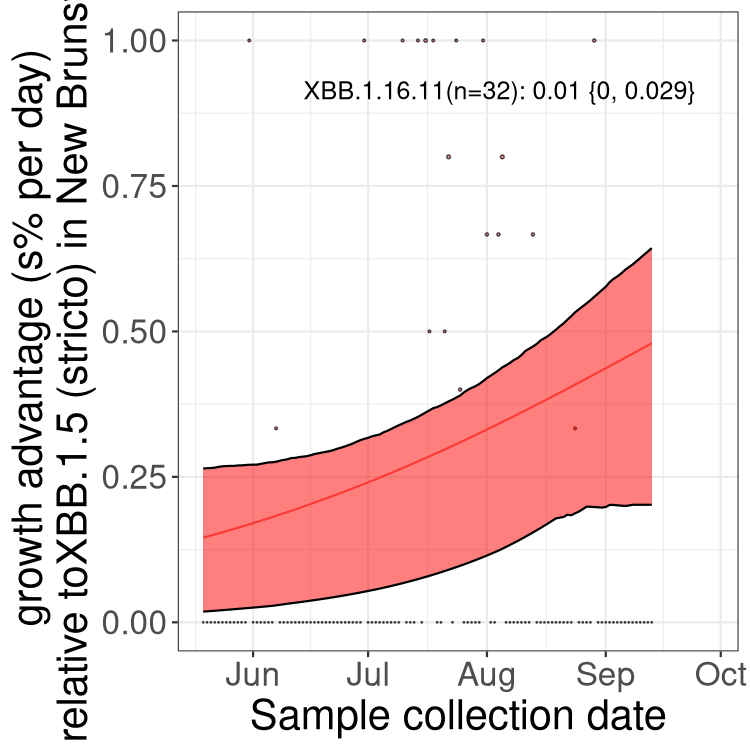 growth advantage (s% per day)
relative toXBB.1.5 (stricto) in New
1.00
0.75
0.50
0.25
0.00
XBB.1.16.11(n=32): 0.01 {0, 0.029}
Jun Jul Aug Sep Oct
Sample collection date